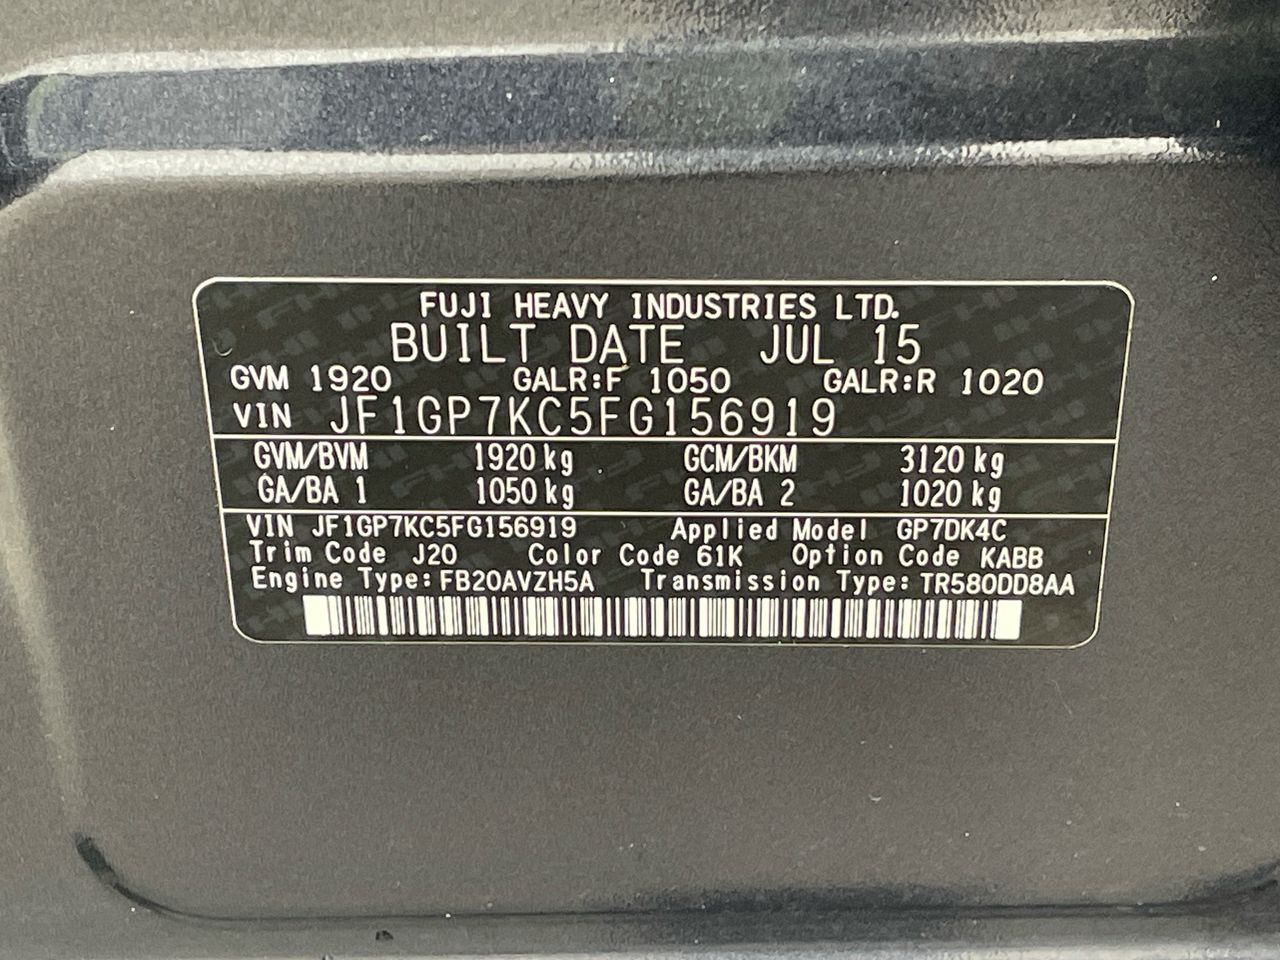 FUJI HEAVY INDUSTRIES LTD.
BUILT DATE JUL 15
GVM 1920 GALR:F 1050 GALR:R 1020
VIN JF1GP7KC5FG156919
GVM/BVM 1920 kg GCM/BKM 3120 kg
GA/BA 1 1050 kg GA/BA 2 1020 kg
VIN JF1GP7KC5FG156919 Applied Model GP7DK4C
Trim Code J20 Color Code 61K Option Code KABB
Engine Type: FB20AVZH5A Transmission Type: TR580DD8AA